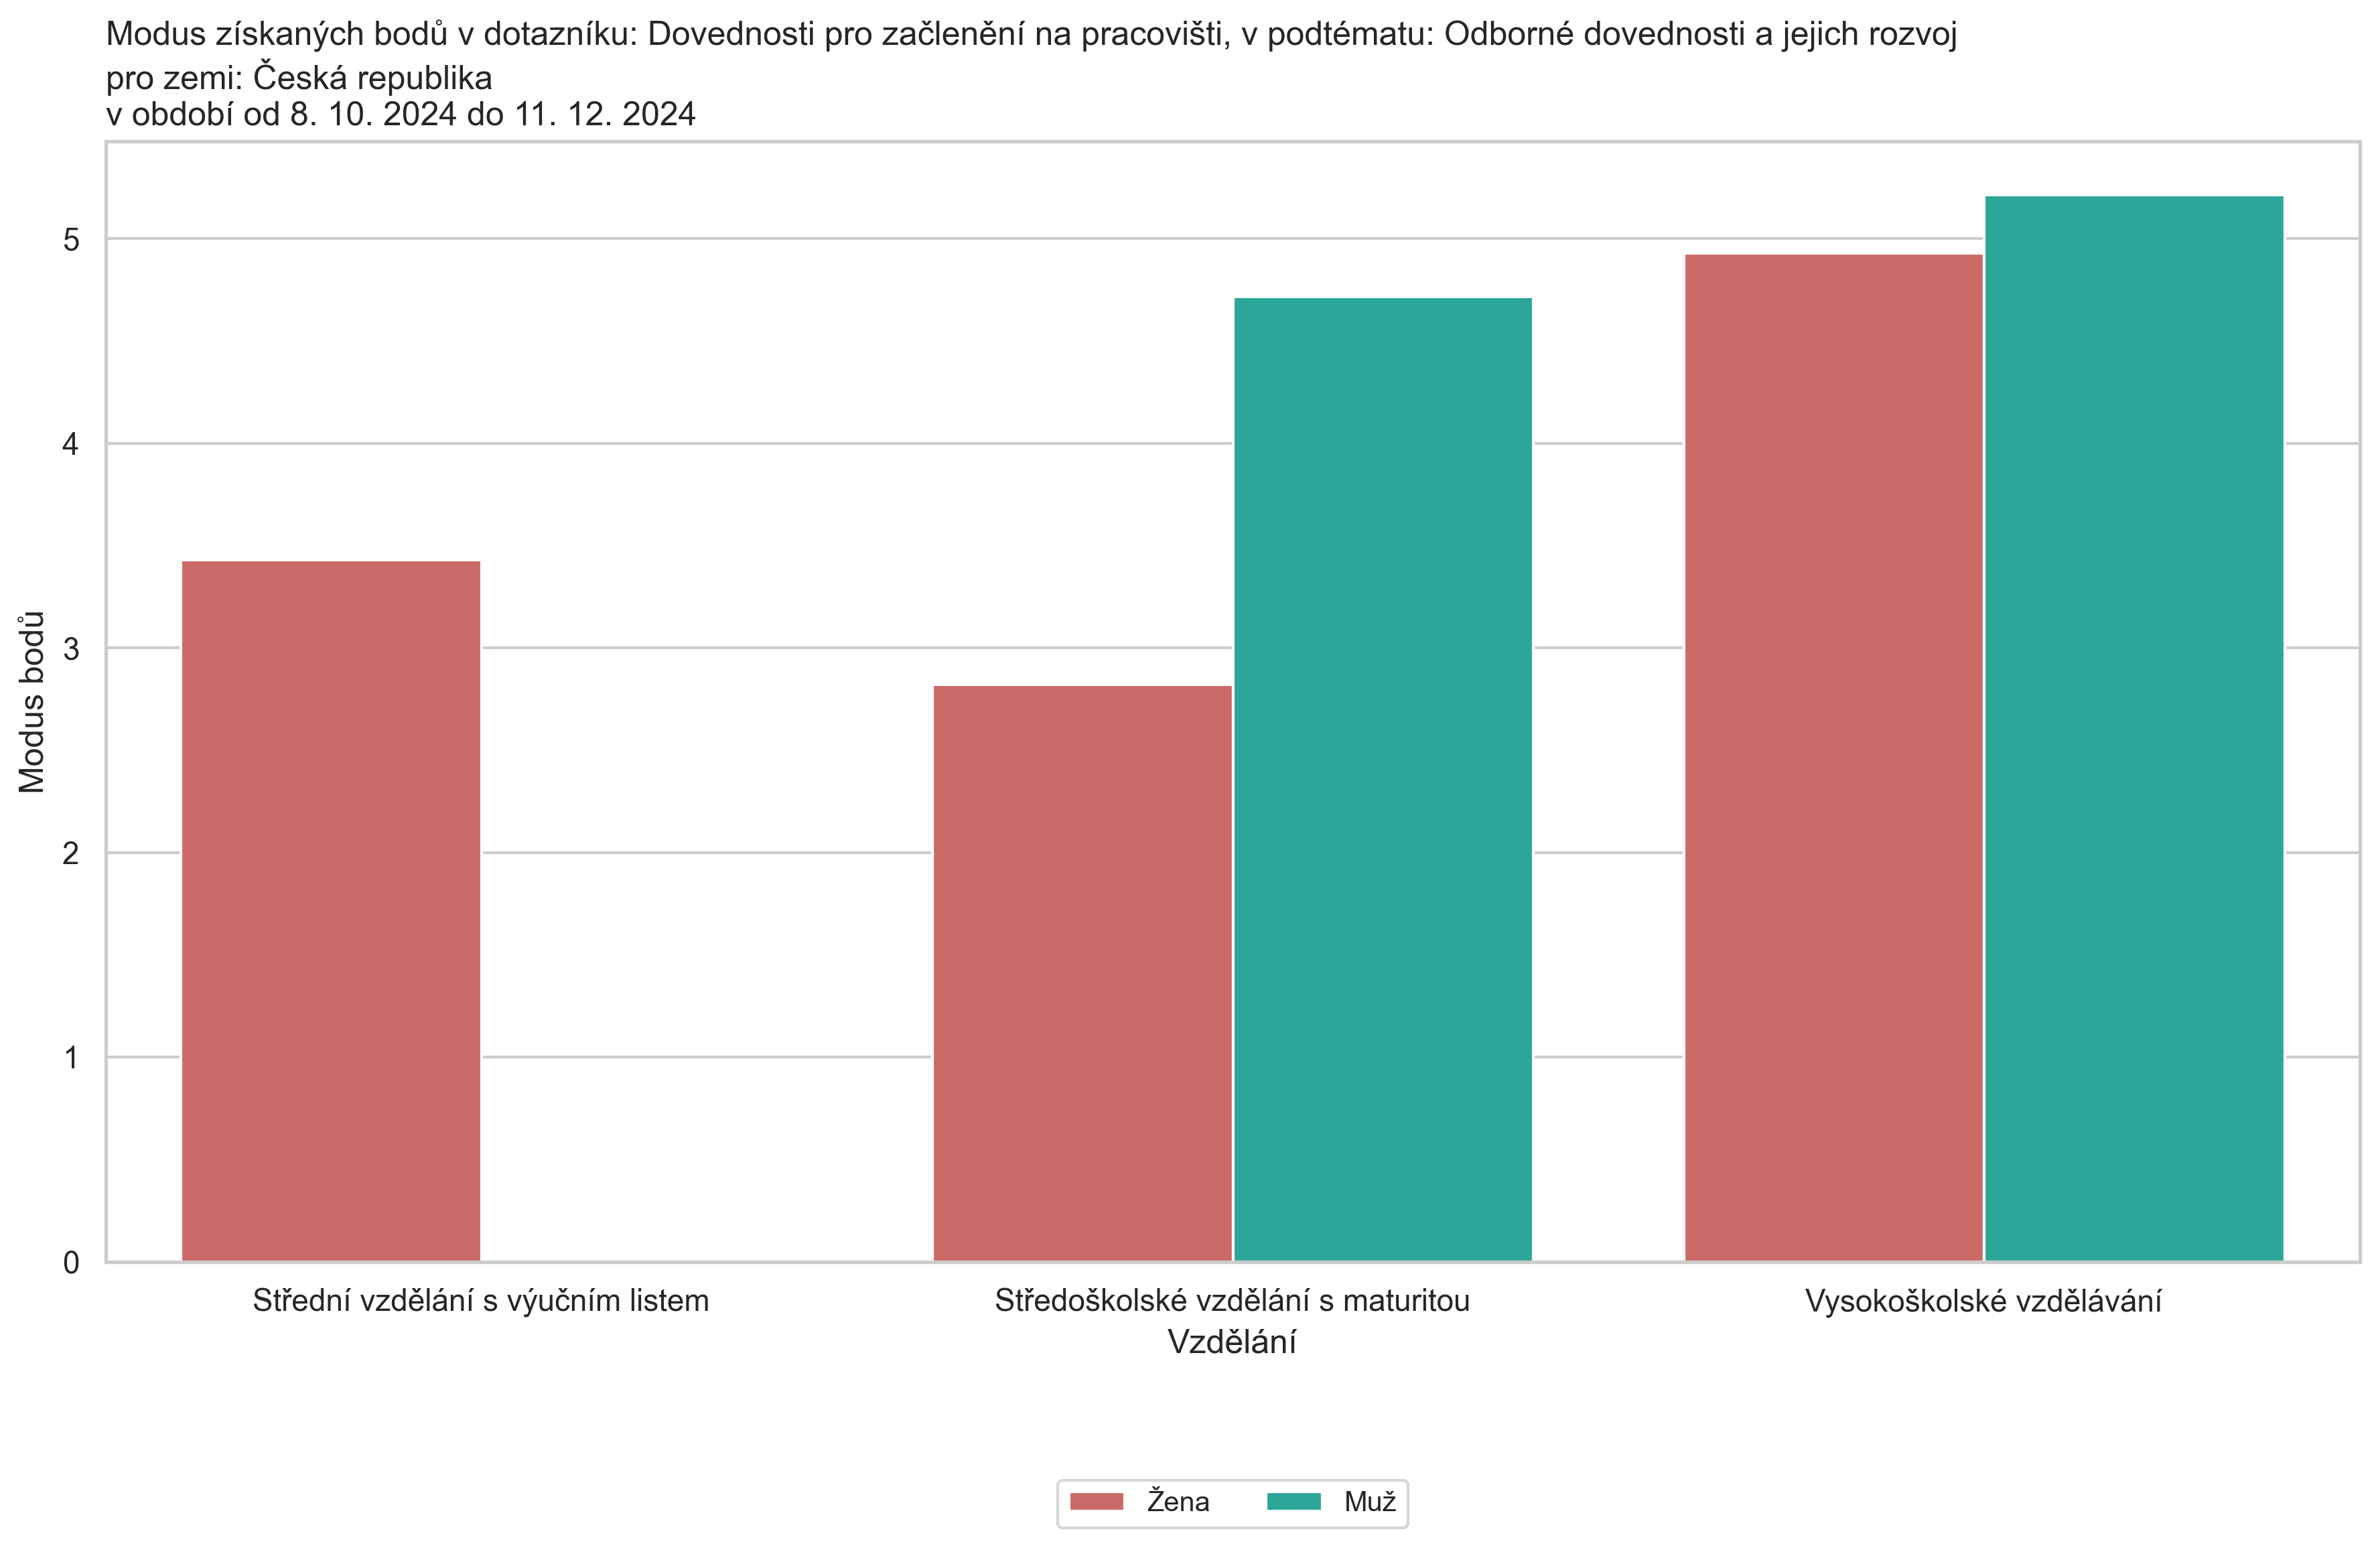 Modus získaných bodů v dotazníku: Dovednosti pro začlenění na pracovišti, v podtématu: Odborné dovednosti a jejich rozvoj
pro zemi: Česká republika
v období od 8. 10. 2024 do 11. 12. 2024
Modus bodů
5
4
3
2
1
0
Střední vzdělání s výučním listem
Středoškolské vzdělání s maturitou
Vysokoškolské vzdělávání
Vzdělání
Žena
Muž